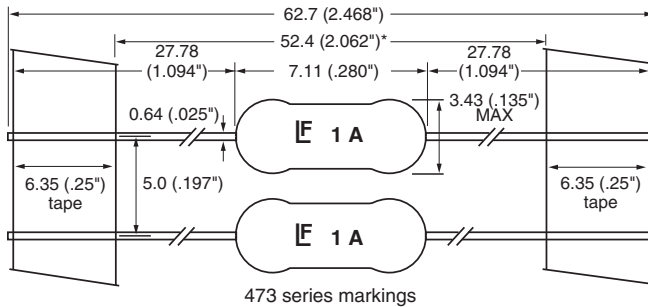 62.7 (2.468")
52.4 (2.062")*
27.78
(1.094")
7.11 (.280")
27.78
(1.094")
0.64 (.025")
3.43 (.135")
MAX
LF 1 A
6.35 (.25")
tape
5.0 (.197")
6.35 (.25")
tape
LF 1 A
473 series markings